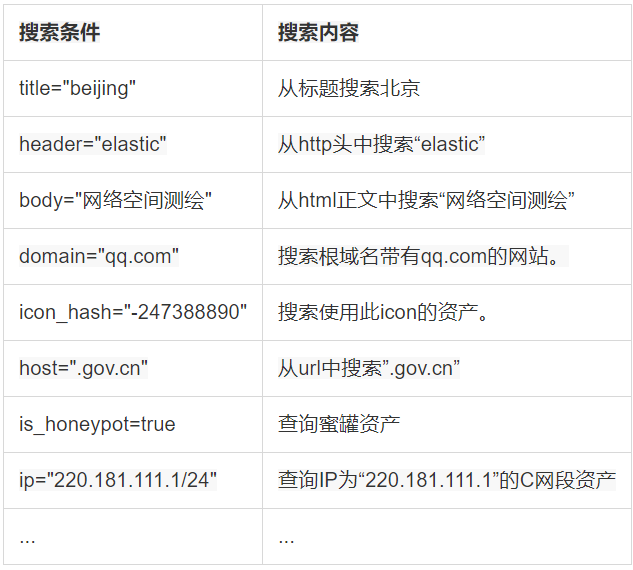 搜索条件 搜索内容
title="beijing" 从标题搜索北京
header="elastic" 从http头中搜索“elastic”
body="网络空间测绘" 从html正文中搜索“网络空间测绘”
domain="qq.com" 搜索根域名带有qq.com的网站。
icon_hash="-247388890" 搜索使用此icon的资产。
host=".gov.cn" 从url中搜索”.gov.cn”
is_honeypot=true 查询蜜罐资产
ip="220.181.111.1/24" 查询IP为“220.181.111.1”的C网段资产
... ...